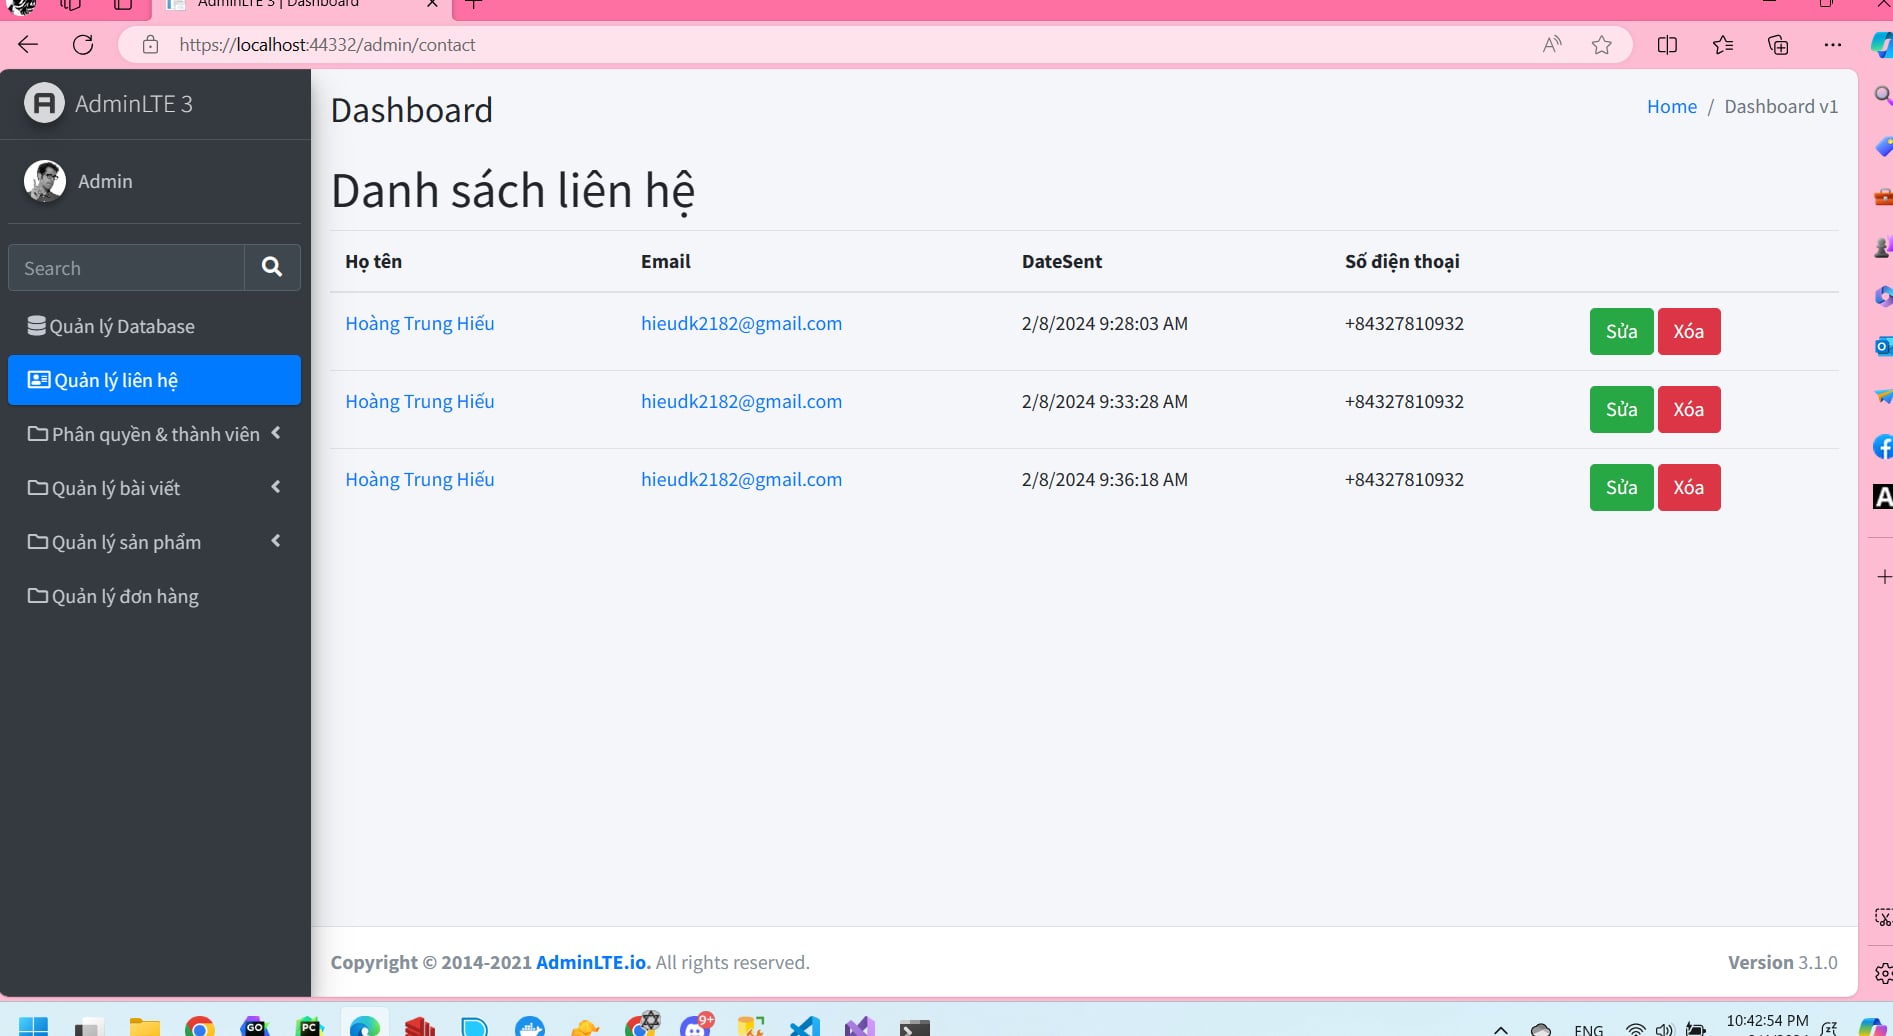 AdminLTE 3 | Dashboard
https://localhost:44332/admin/contact
AdminLTE 3
Admin
Search
Quản lý Database
Quản lý liên hệ
Phân quyền & thành viên
Quản lý bài viết
Quản lý sản phẩm
Quản lý đơn hàng
Dashboard
Home / Dashboard v1
Danh sách liên hệ
Họ tên Email DateSent Số điện thoại
Hoàng Trung Hiếu hieudk2182@gmail.com 2/8/2024 9:28:03 AM +84327810932 Sửa Xóa
Hoàng Trung Hiếu hieudk2182@gmail.com 2/8/2024 9:33:28 AM +84327810932 Sửa Xóa
Hoàng Trung Hiếu hieudk2182@gmail.com 2/8/2024 9:36:18 AM +84327810932 Sửa Xóa
Copyright © 2014-2021 AdminLTE.io. All rights reserved.
Version 3.1.0
GO
PC
9+
ENG
10:42:54 PM